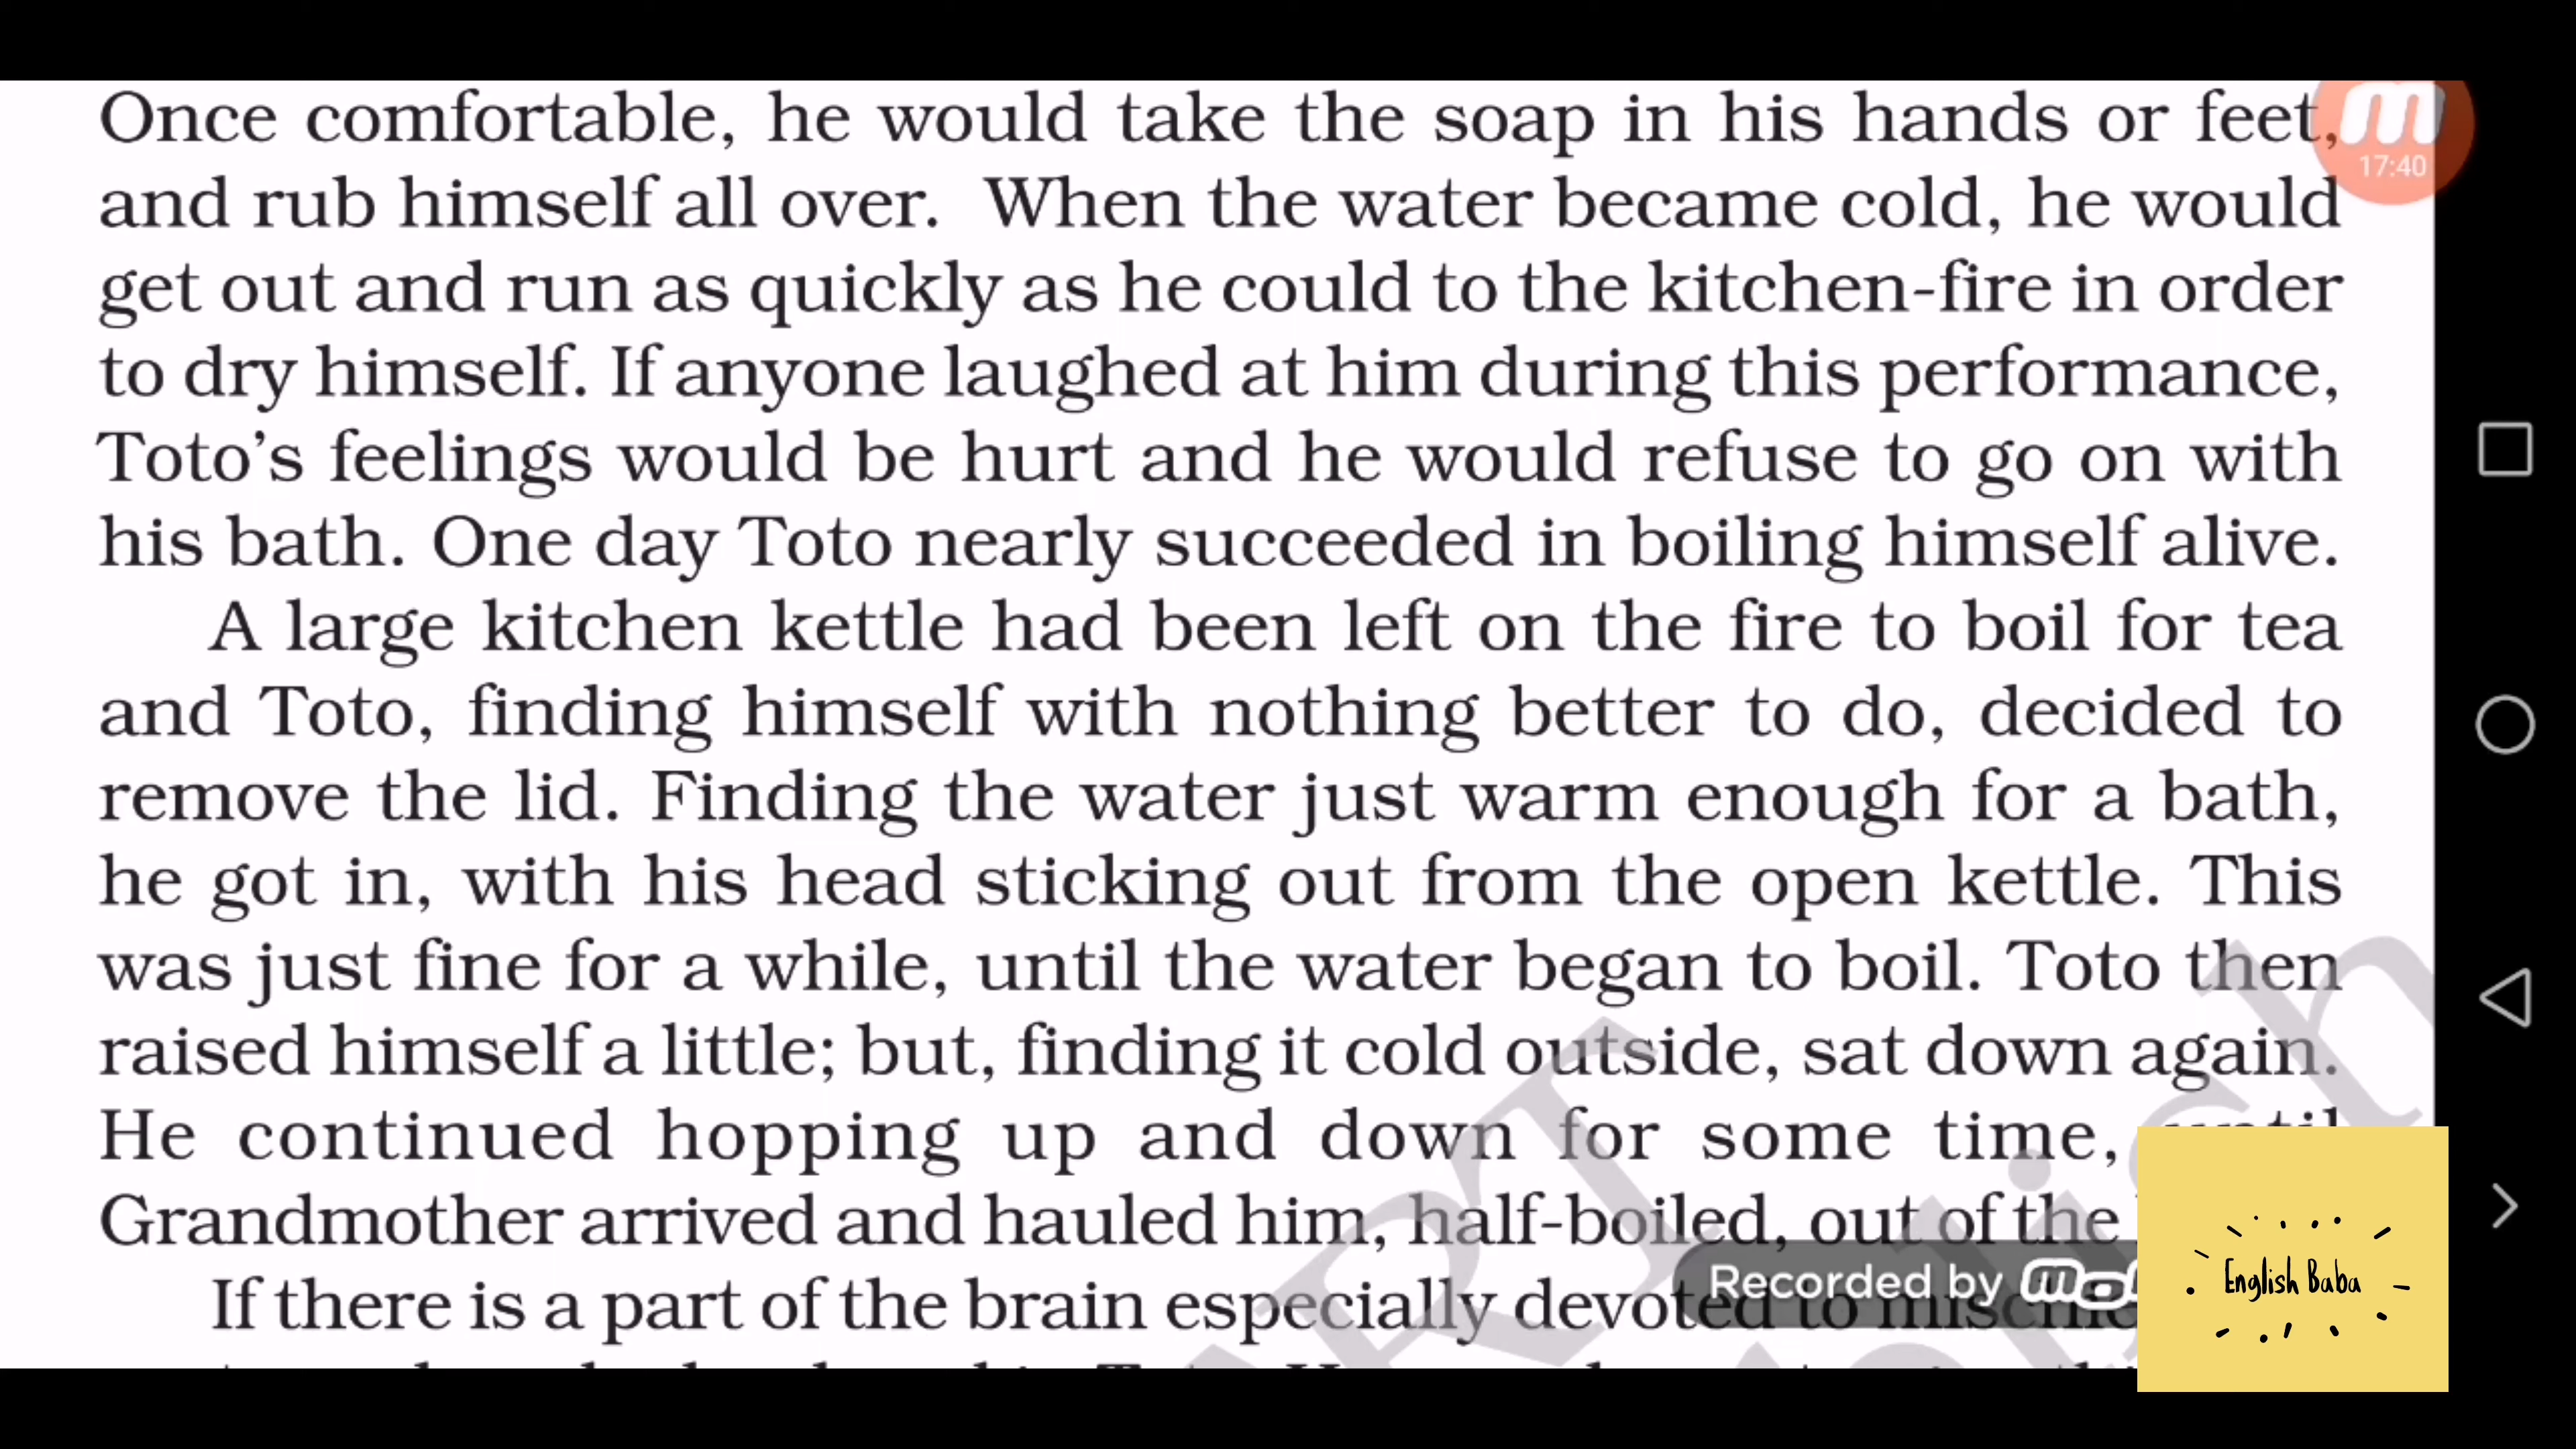 Once comfortable, he would take the soap in his hands or feet,
17:40
and rub himself all over. When the water became cold, he would
get out and run as quickly as he could to the kitchen-fire in order
to dry himself. If anyone laughed at him during this performance,
Toto's feelings would be hurt and he would refuse to go on with
his bath. One day Toto nearly succeeded in boiling himself alive.
A large kitchen kettle had been left on the fire to boil for tea
and Toto, finding himself with nothing better to do, decided to
remove the lid. Finding the water just warm enough for a bath,
he got in, with his head sticking out from the open kettle. This
was just fine for a while, until the water began to boil. Toto then
raised himself a little; but, finding it cold outside, sat down again.
He continued hopping up and down for some time, until
Grandmother arrived and hauled him, half-boiled, out of the
If there is a part of the brain especially devoted to
Recorded by
English Baba